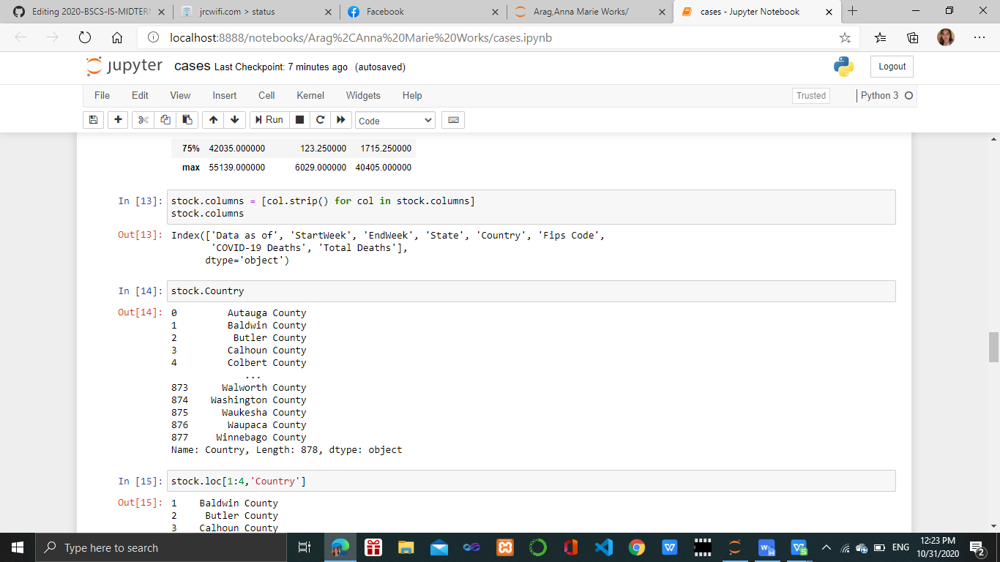 Editing 2020-BSCS-IS-MIDTER
jrcwifi.com > status
Facebook
Arag,Anna Marie Works/
cases - Jupyter Notebook
localhost:8888/notebooks/Arag%2CAnna%20Marie%20Works/cases.ipynb
jupyter cases Last Checkpoint: 7 minutes ago (autosaved)
Logout
File Edit View Insert Cell Kernel Widgets Help
Trusted
Python 3
Run
Code
75% 42035.000000 123.250000 1715.250000
max 55139.000000 6029.000000 40405.000000
In [13]: stock.columns = [col.strip() for col in stock.columns]
stock.columns
Out[13]: Index(['Data as of', 'StartWeek', 'EndWeek', 'State', 'Country', 'Fips Code',
'COVID-19 Deaths', 'Total Deaths'],
dtype='object')
In [14]: stock.Country
Out[14]: 0 Autauga County
1 Baldwin County
2 Butler County
3 Calhoun County
4 Colbert County
...
873 Walworth County
874 Washington County
875 Waukesha County
876 Waupaca County
877 Winnebago County
Name: Country, Length: 878, dtype: object
In [15]: stock.loc[1:4,'Country']
Out[15]: 1 Baldwin County
2 Butler County
3 Calhoun County
Type here to search
ENG
12:23 PM
10/31/2020
2